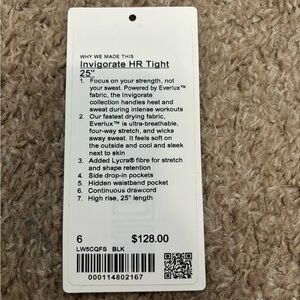 WHY WE MADE THIS
Invigorate HR Tight
25"
1. Focus on your strength, not
your sweat. Powered by Everlux™
fabric, the Invigorate
collection handles heat and
sweat during intense workouts
2. Our fastest drying fabric,
Everlux™ is ultra-breathable,
four-way stretch, and wicks
away sweat. It feels soft on
the outside and cool and sleek
next to skin
3. Added Lycra® fibre for stretch
and shape retention
4. Side drop-in pockets
5. Hidden waistband pocket
6. Continuous drawcord
7. High rise, 25" length
6 $128.00
LW5CQFS BLK
000114802167